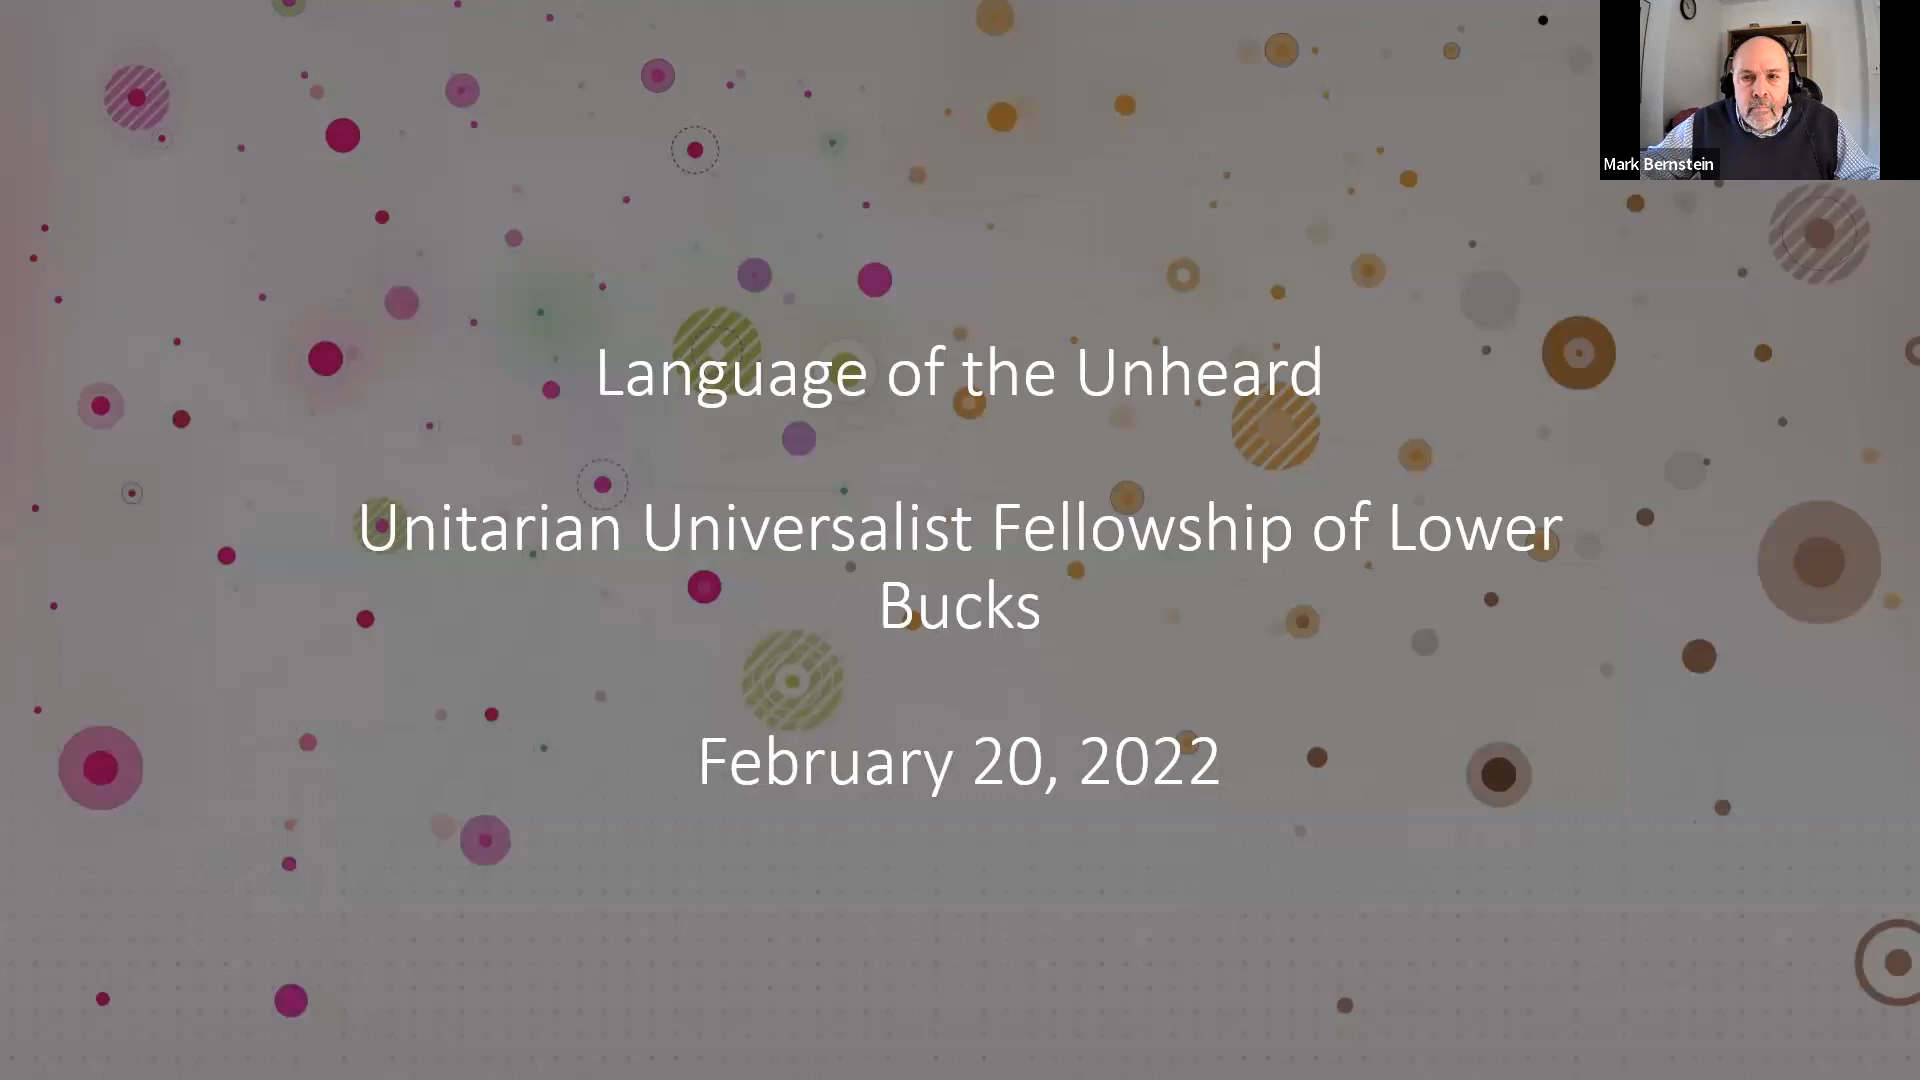 Mark Bernstein
Language of the Unheard
Unitarian Universalist Fellowship of Lower
Bucks
February 20, 2022